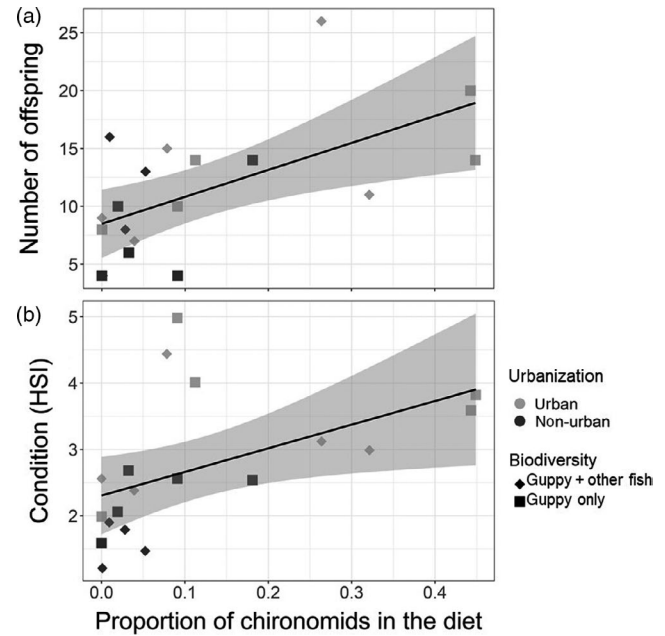 (a)
Number of offspring
25
20
15
10
5
(b)
Condition (HSI)
5
4
3
2
0.0 0.1 0.2 0.3 0.4
Proportion of chironomids in the diet
Urbanization
Urban
Non-urban
Biodiversity
Guppy + other fish
Guppy only